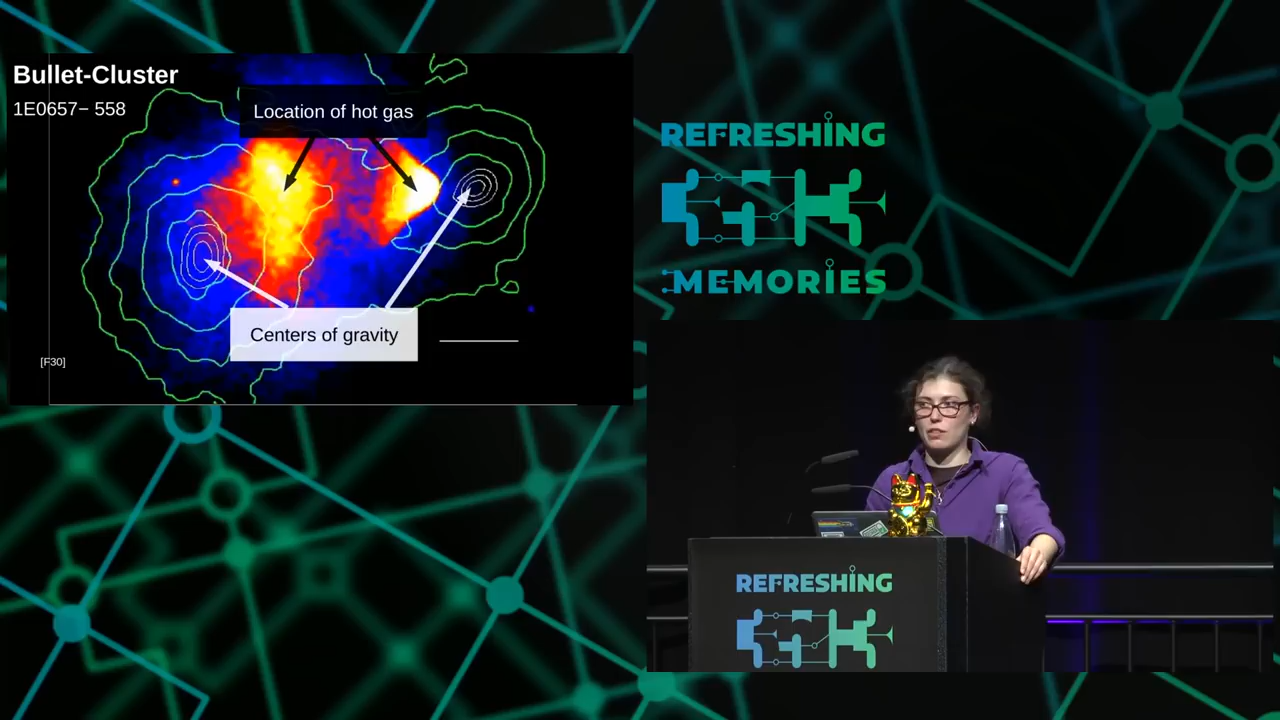 Bullet-Cluster
1E0657− 558
Location of hot gas
Centers of gravity
[F30]
REFRESHING
MEMORIES
REFRESHING